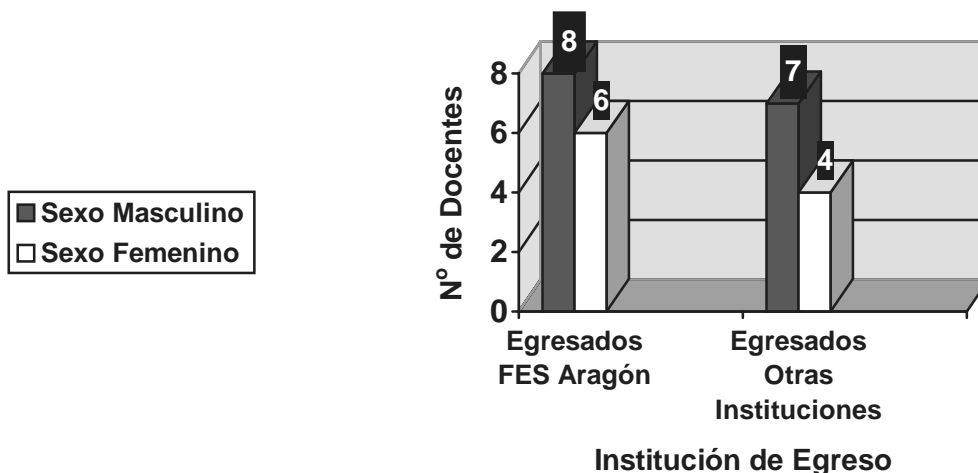 8
7
6
4
8
6
4
2
0
N° de Docentes
Sexo Masculino
Sexo Femenino
Egresados
FES Aragón
Egresados
Otras
Instituciones
Institución de Egreso